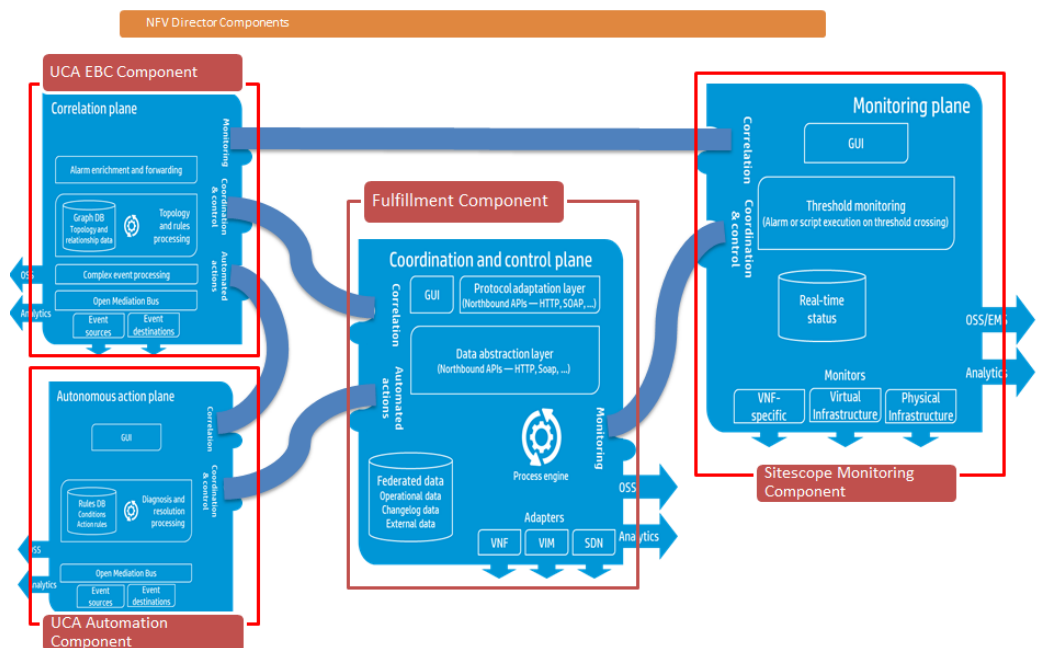 NFV Director Components
UCA EBC Component
Correlation plane
Monitoring
Coordination
& control
Automated
actions
Alarm enrichment and forwarding
Graph DB
Topology and
relationship data
Topology
and rules
processing
Complex event processing
Open Mediation Bus
Event
sources
Event
destinations
OSS
Analytics
Autonomous action plane
Correlation
Coordination
& control
GUI
Rules DB
Conditions
Action rules
Diagnosis and
resolution
processing
Open Mediation Bus
Event
sources
Event
destinations
OSS
Analytics
UCA Automation
Component
Fulfillment Component
Coordination and control plane
Correlation
Automated
actions
GUI
Protocol adaptation layer
(Northbound APIs — HTTP, SOAP, ...)
Data abstraction layer
(Northbound APIs — HTTP, Soap, ...)
Monitoring
Process engine
Federated data
Operational data
Changelog data
External data
Adapters
VNF
VIM
SDN
OSS
Analytics
Monitoring plane
Correlation
Coordination
& control
GUI
Threshold monitoring
(Alarm or script execution on threshold crossing)
Real-time
status
OSS/EMS
Analytics
Monitors
VNF-
specific
Virtual
Infrastructure
Physical
Infrastructure
Sitescope Monitoring
Component